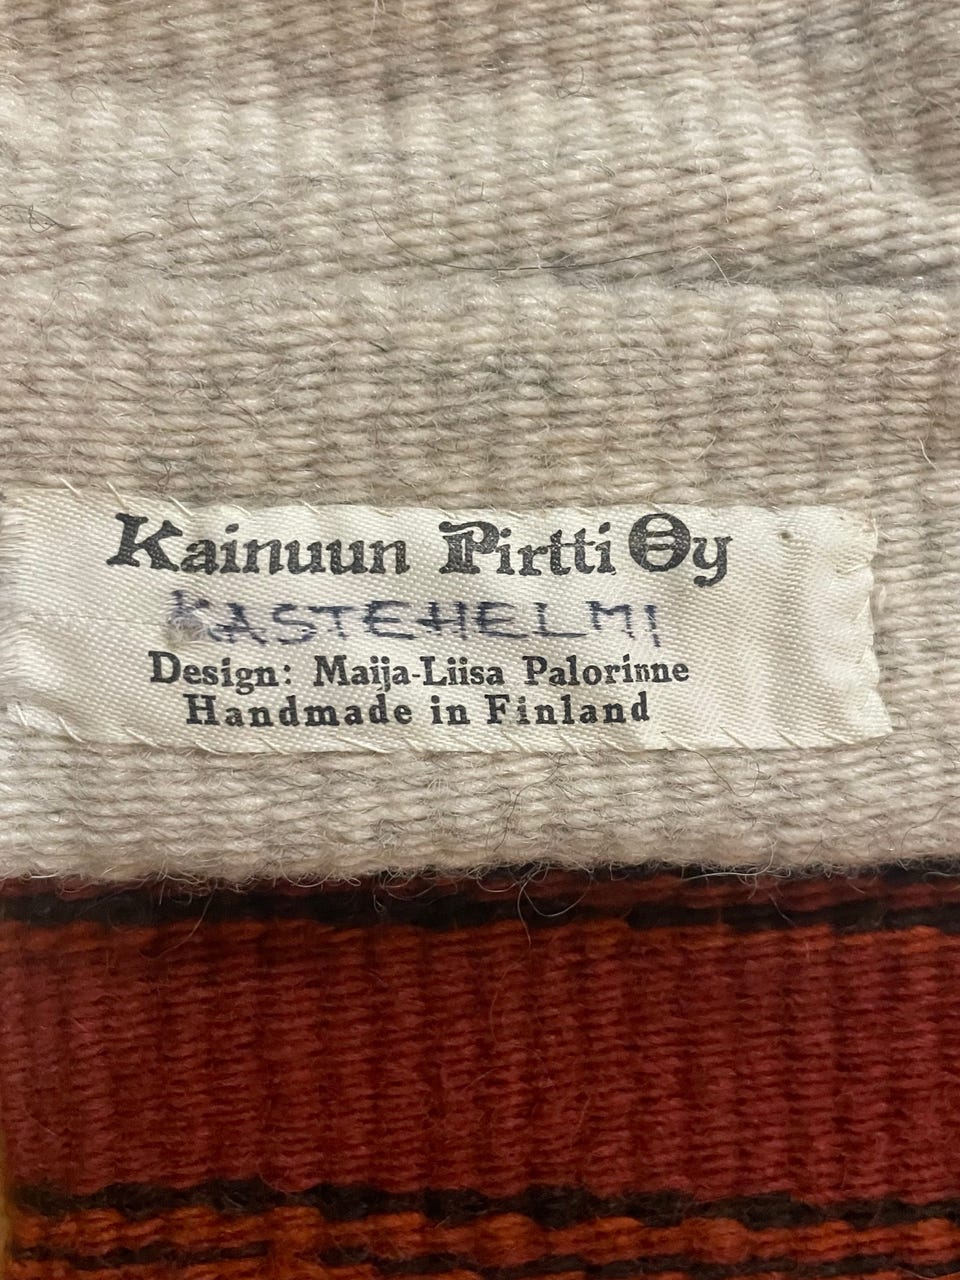 Kainuun Pirtti Oy
KASTEHELMI
Design: Maija-Liisa Palorinne
Handmade in Finland